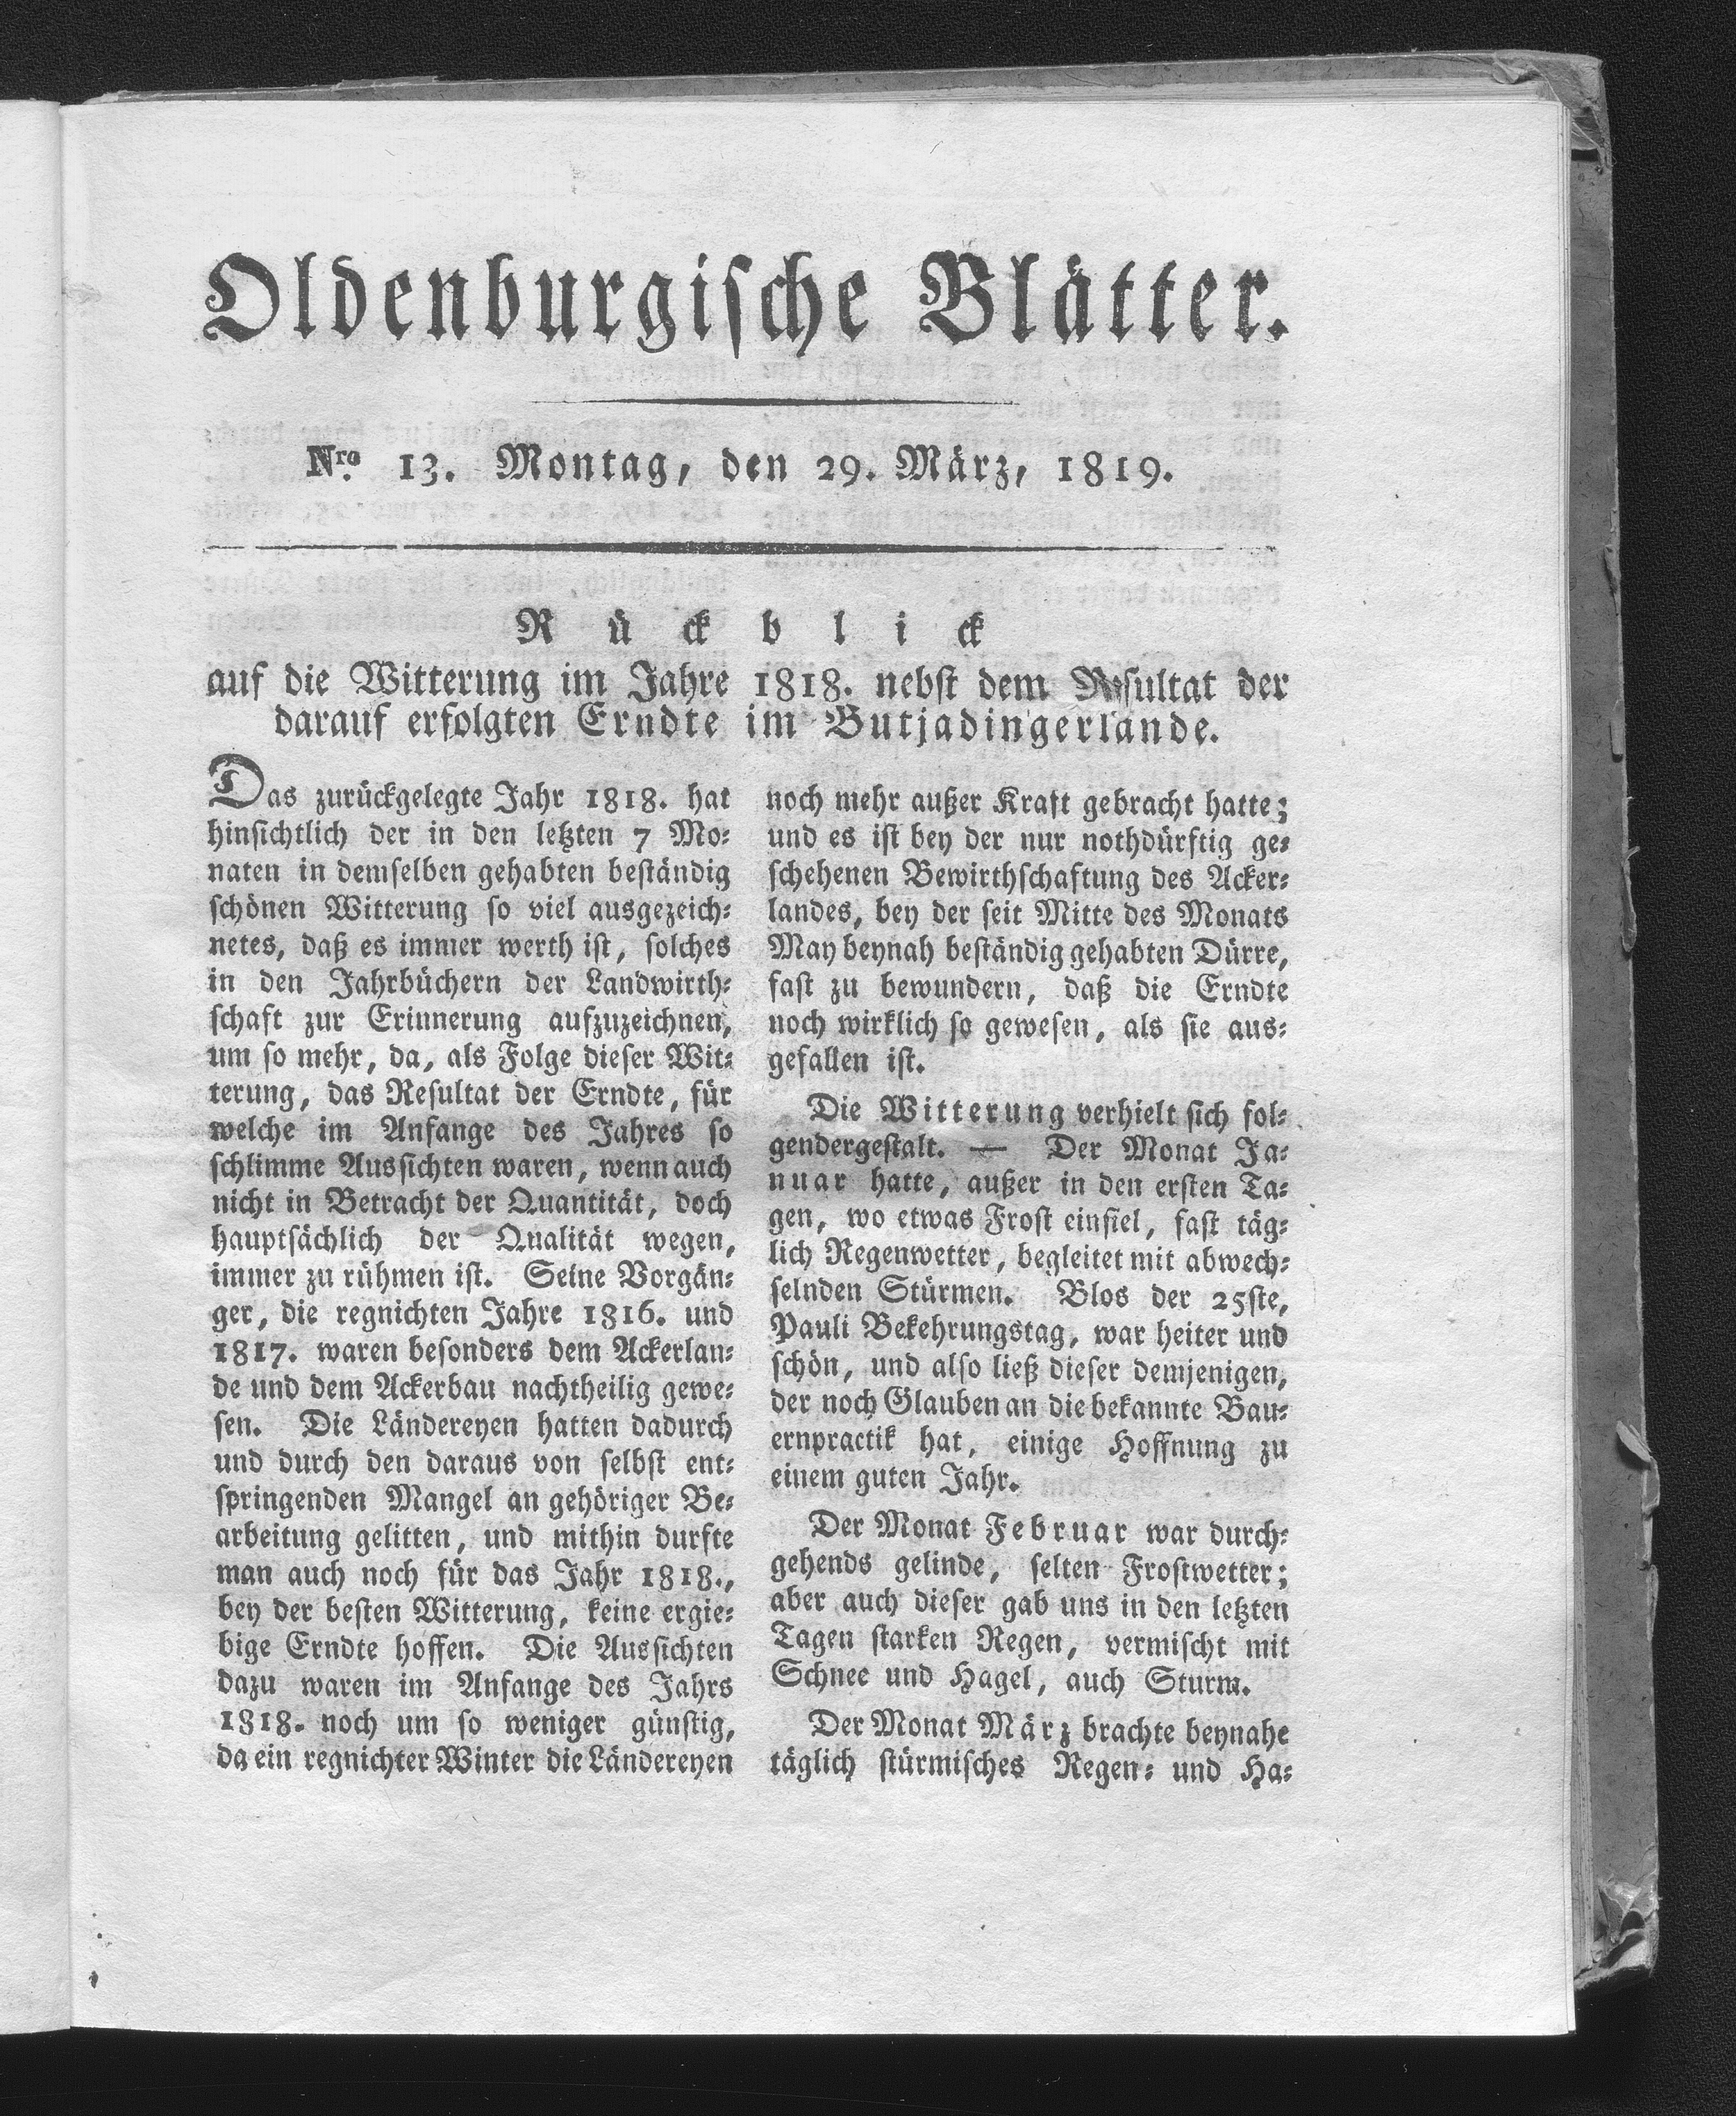 Oldenburgische Blätter.
Nro. 13. Montag, den 29. März, 1819.
Rückblick
auf die Witterung im Jahre 1818. nebst dem Resultat der
darauf erfolgten Erndte im Butjadingerlande.
Das zurückgelegte Jahr 1818. hat
hinsichtlich der in den letzten 7 Mo-
naten in demselben gehabten beständig
schönen Witterung so viel ausgezeich-
netes, daß es immer werth ist, solches
in den Jahrbüchern der Landwirth-
schaft zur Erinnerung aufzuzeichnen,
um so mehr, da, als Folge dieser Wit-
terung, das Resultat der Erndte, für
welche im Anfange des Jahres so
schlimme Aussichten waren, wenn auch
nicht in Betracht der Quantität, doch
hauptsächlich der Qualität wegen,
immer zu rühmen ist. Seine Vorgän-
ger, die regnichten Jahre 1816. und
1817. waren besonders dem Ackerlan-
de und dem Ackerbau nachtheilig gewe-
sen. Die Ländereyen hatten dadurch
und durch den daraus von selbst ent-
springenden Mangel an gehöriger Be-
arbeitung gelitten, und mithin durfte
man auch noch für das Jahr 1818.,
bey der besten Witterung, keine ergie-
bige Erndte hoffen. Die Aussichten
dazu waren im Anfange des Jahrs
1818. noch um so weniger günstig,
da ein regnichter Winter die Ländereyen
noch mehr außer Kraft gebracht hatte;
und es ist bey der nur nothdürftig ge-
schehenen Bewirthschaftung des Acker-
landes, bey der seit Mitte des Monats
May beynah beständig gehabten Dürre,
fast zu bewundern, daß die Erndte
noch wirklich so gewesen, als sie aus-
gefallen ist.
Die Witterung verhielt sich fol-
gendergestalt. — Der Monat Ja-
nuar hatte, außer in den ersten Ta-
gen, wo etwas Frost einfiel, fast täg-
lich Regenwetter, begleitet mit abwech-
selnden Stürmen. Blos der 25ste,
Pauli Bekehrungstag, war heiter und
schön, und also ließ dieser demjenigen,
der noch Glauben an die bekannte Bau-
ernpractik hat, einige Hoffnung zu
einem guten Jahr.
Der Monat Februar war durch-
gehends gelinde, selten Frostwetter;
aber auch dieser gab uns in den letzten
Tagen starken Regen, vermischt mit
Schnee und Hagel, auch Sturm.
Der Monat März brachte beynahe
täglich stürmisches Regen- und Ha-